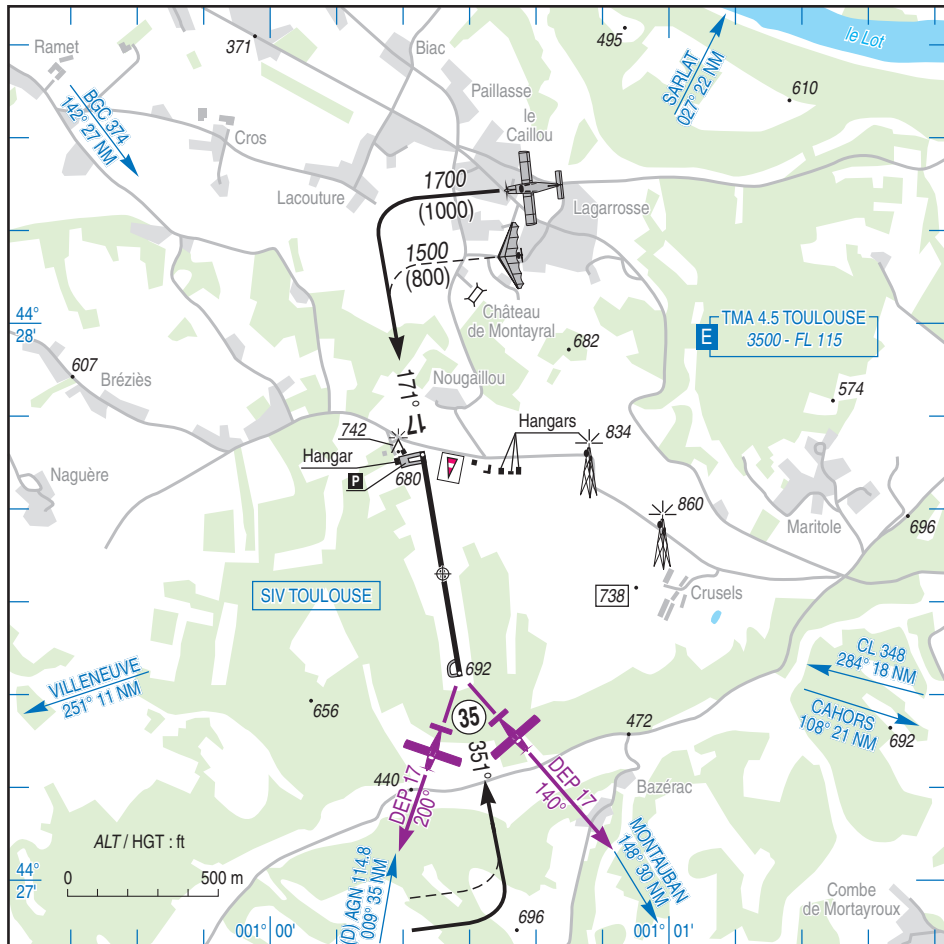 Ramet
371
Biac
495
le Lot
SARLAT
027° 22 NM
610
BGC 374
142° 27 NM
Paillasse
le
Caillou
Cros
Lacouture
1700
(1000)
Lagarrosse
1500
(800)
Château
de Montayral
44°
28'
TMA 4.5 TOULOUSE
3500 - FL 115
E
682
607
Bréziès
Nougaillou
574
171°
17
742
Hangars
834
Hangar
P
680
Naguère
860
Maritole
696
SIV TOULOUSE
738
Crusels
VILLENEUVE
251° 11 NM
692
CL 348
284° 18 NM
CAHORS
108° 21 NM
692
656
35
351°
472
440
DEP 17
200°
DEP 17
140°
Bazérac
ALT / HGT : ft
0
500 m
(D) AGN 114.8
009° 35 NM
MONTAUBAN
148° 30 NM
44°
27'
696
Combe
de Mortayroux
001° 00'
001° 01'